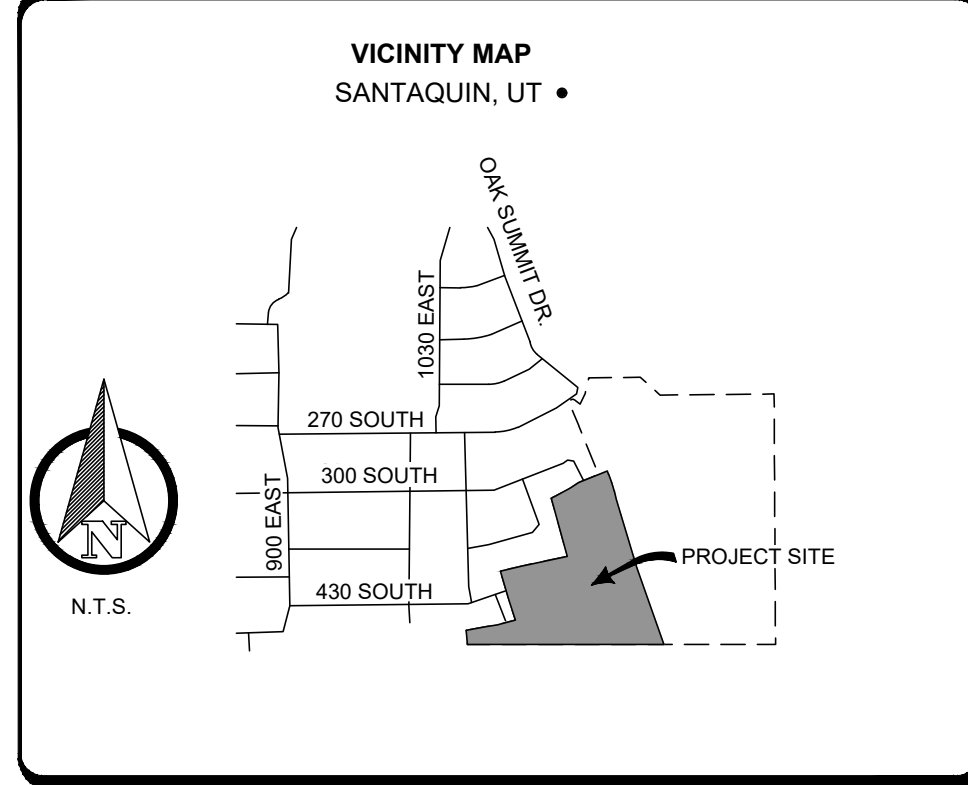 VICINITY MAP
SANTAQUIN, UT •
OAK SUMMIT DR.
1030 EAST
270 SOUTH
300 SOUTH
900 EAST
N
PROJECT SITE
430 SOUTH
N.T.S.